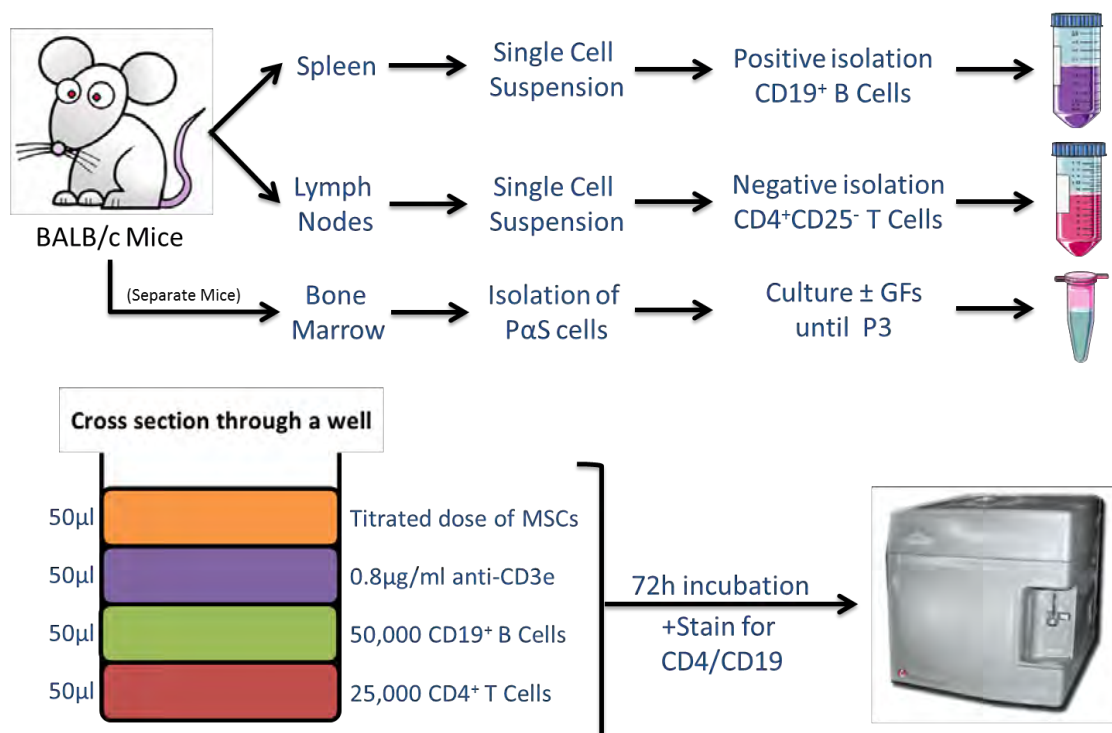 Spleen
Single Cell
Suspension
Positive isolation
CD19⁺ B Cells
Lymph
Nodes
Single Cell
Suspension
Negative isolation
CD4⁺CD25⁻ T Cells
BALB/c Mice
(Separate Mice)
Bone
Marrow
Isolation of
PαS cells
Culture ± GFs
until P3
Cross section through a well
50μl Titrated dose of MSCs
50μl 0.8μg/ml anti-CD3e
50μl 50,000 CD19⁺ B Cells
50μl 25,000 CD4⁺ T Cells
72h incubation
+Stain for
CD4/CD19